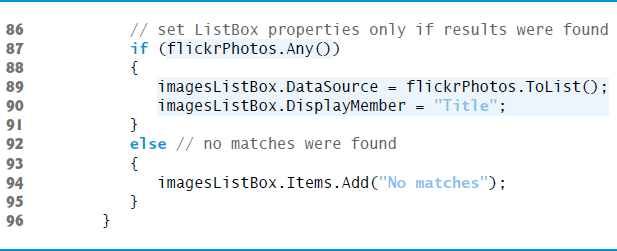 86 // set ListBox properties only if results were found
87 if (flickrPhotos.Any())
88 {
89 imagesListBox.DataSource = flickrPhotos.ToList();
90 imagesListBox.DisplayMember = "Title";
91 }
92 else // no matches were found
93 {
94 imagesListBox.Items.Add("No matches");
95 }
96 }